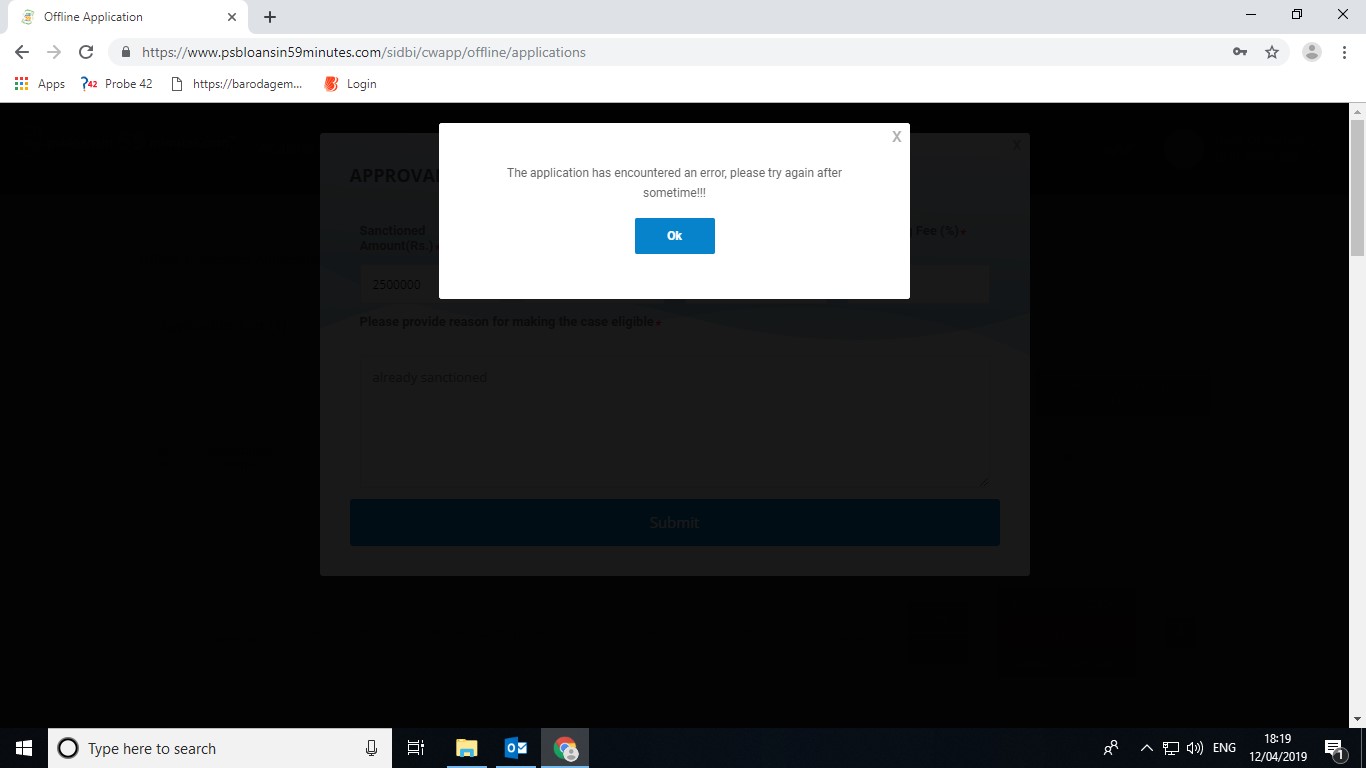 Offline Application
https://www.psbloansin59minutes.com/sidbi/cwapp/offline/applications
Apps
?42 Probe 42
https://barodagem...
Login
X
The application has encountered an error, please try again after
sometime!!!
Ok
X
APPROVA
Sanctioned
Amount(Rs.)
Fee (%)*
2500000
Please provide reason for making the case eligible*
already sanctioned
Submit
Type here to search
ENG
18:19
12/04/2019
1